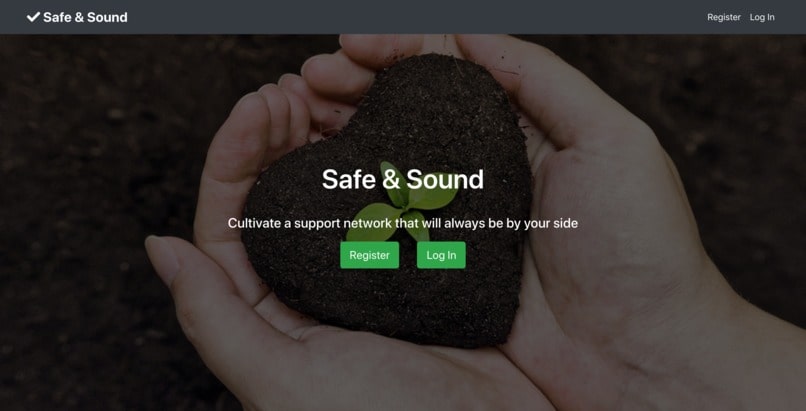 Safe & Sound
Register Log In
Safe & Sound
Cultivate a support network that will always be by your side
Register Log In